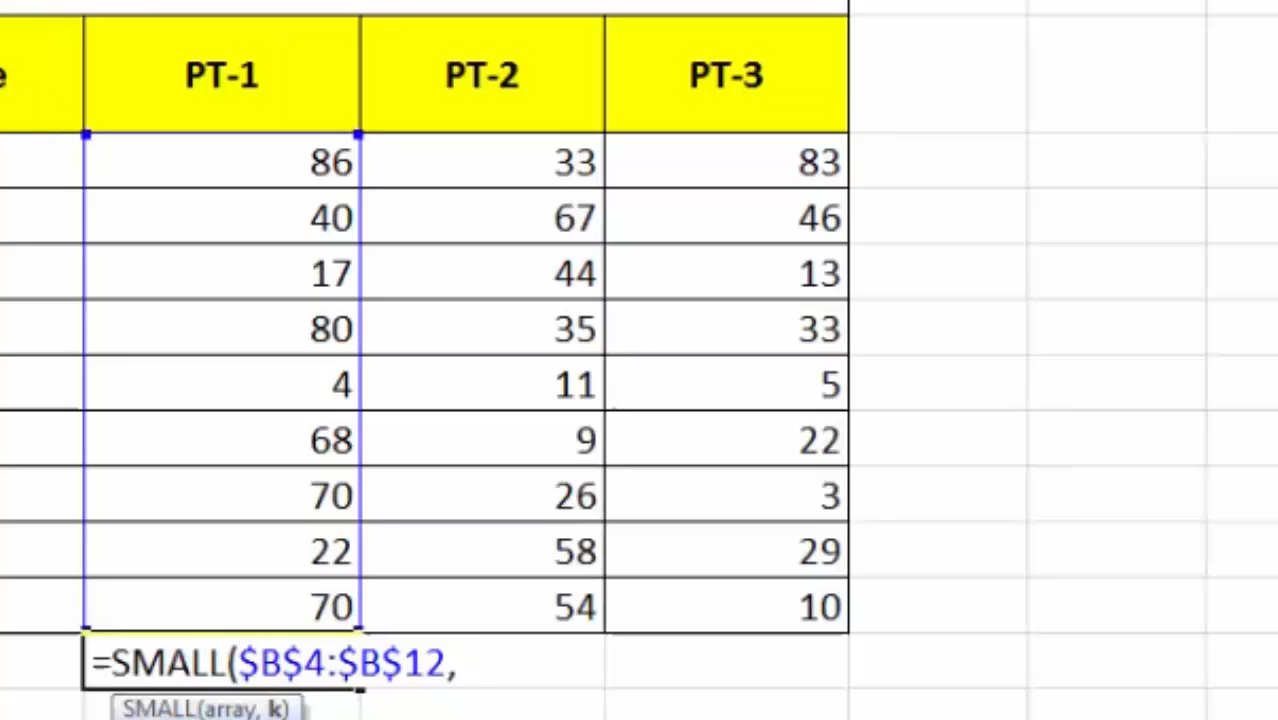 e PT-1 PT-2 PT-3
86 33 83
40 67 46
17 44 13
80 35 33
4 11 5
68 9 22
70 26 3
22 58 29
70 54 10
=SMALL($B$4:$B$12,
SMALL(array, k)